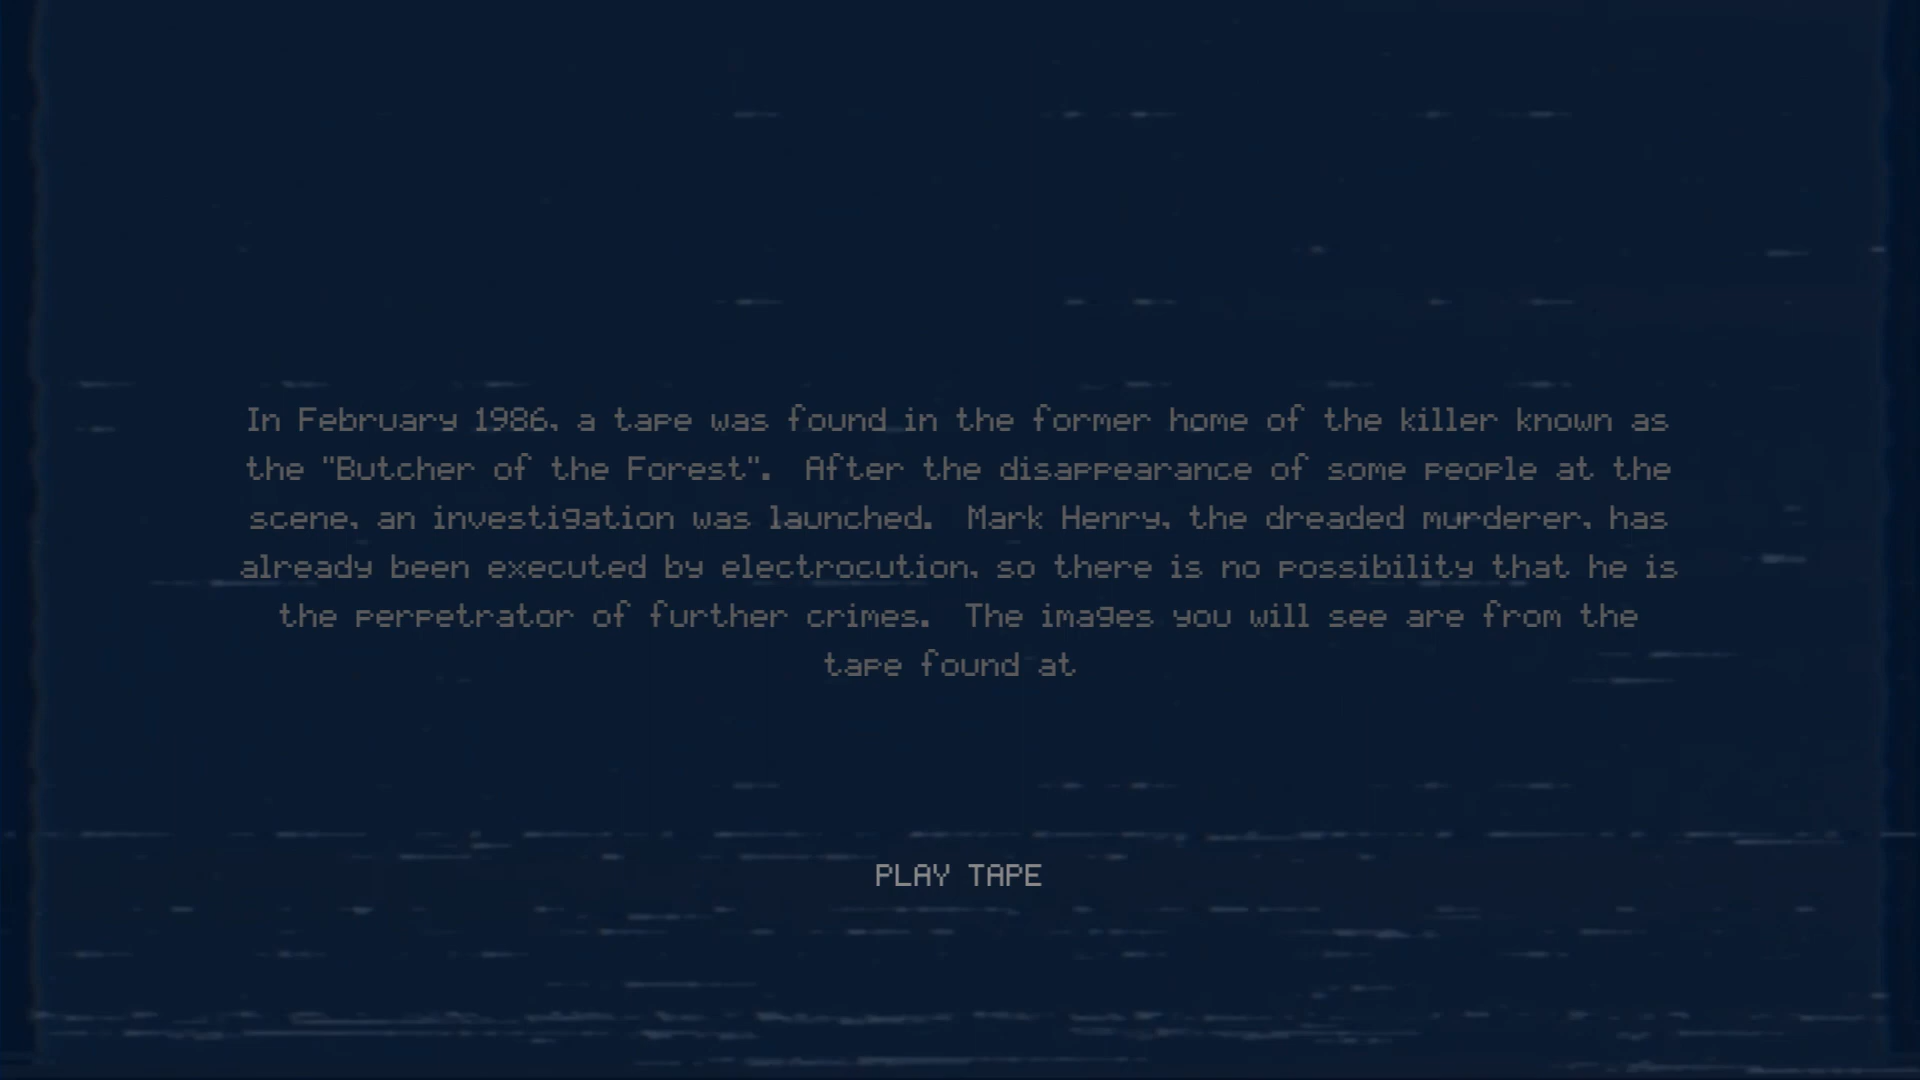 In February 1986, a tape was found in the former home of the killer known as
the "Butcher of the Forest".  After the disappearance of some people at the
scene, an investigation was launched.  Mark Henry, the dreaded murderer, has
already been executed by electrocution, so there is no possibility that he is
the perpetrator of further crimes.  The images you will see are from the
tape found at
PLAY TAPE